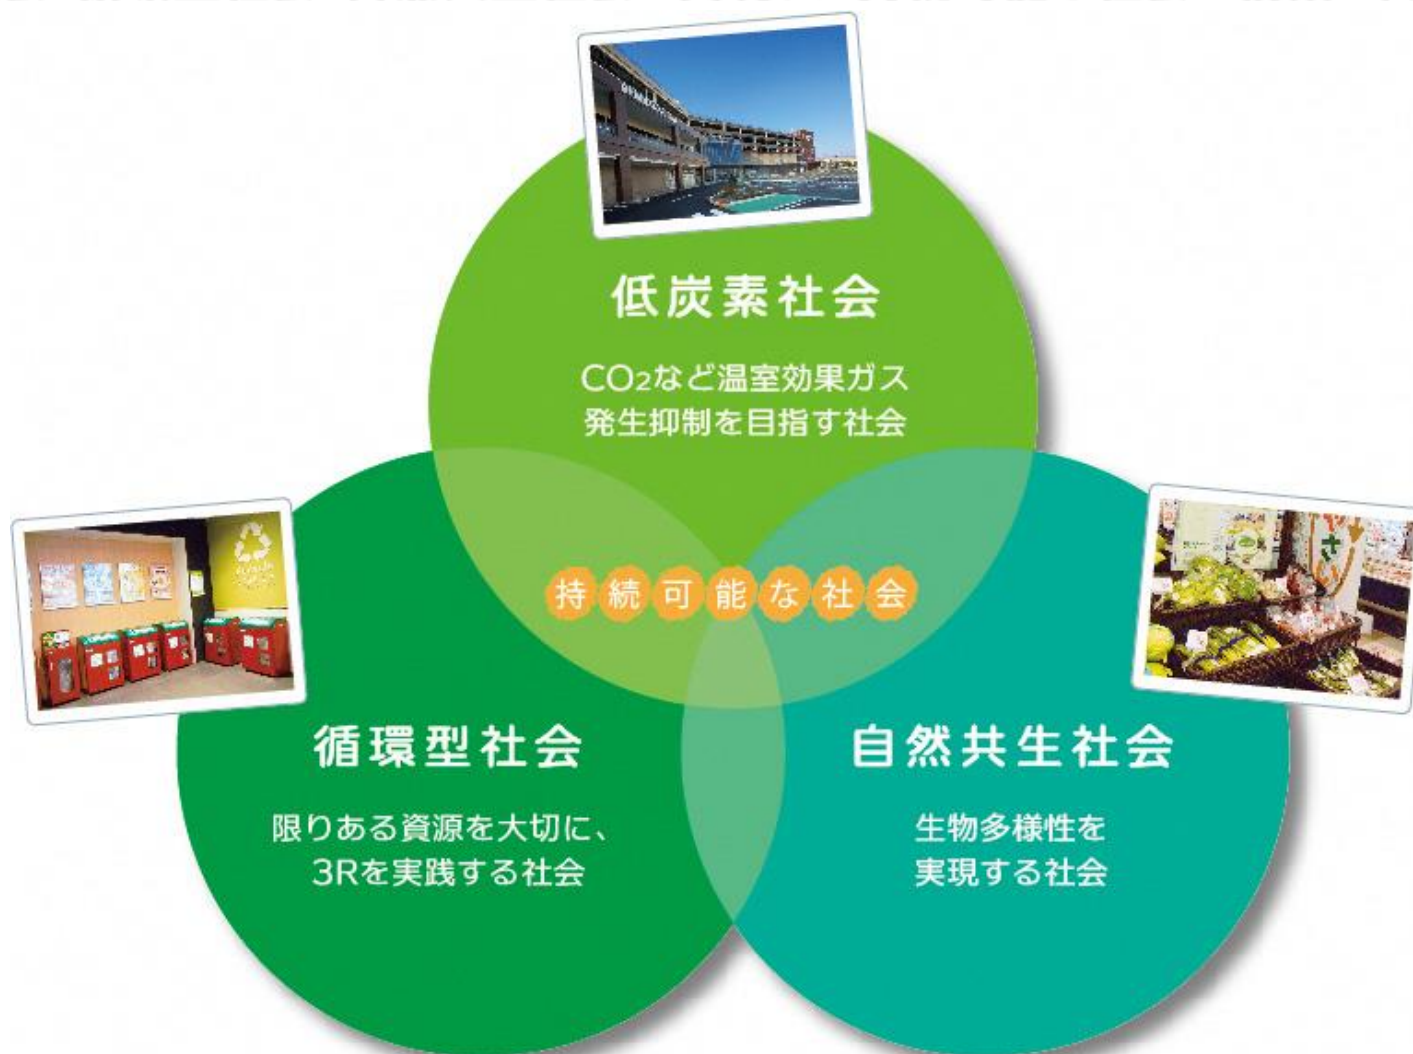 低炭素社会
CO2など温室効果ガス
発生抑制を目指す社会
持続可能な社会
循環型社会
限りある資源を大切に、
3Rを実践する社会
自然共生社会
生物多様性を
実現する社会
やさい